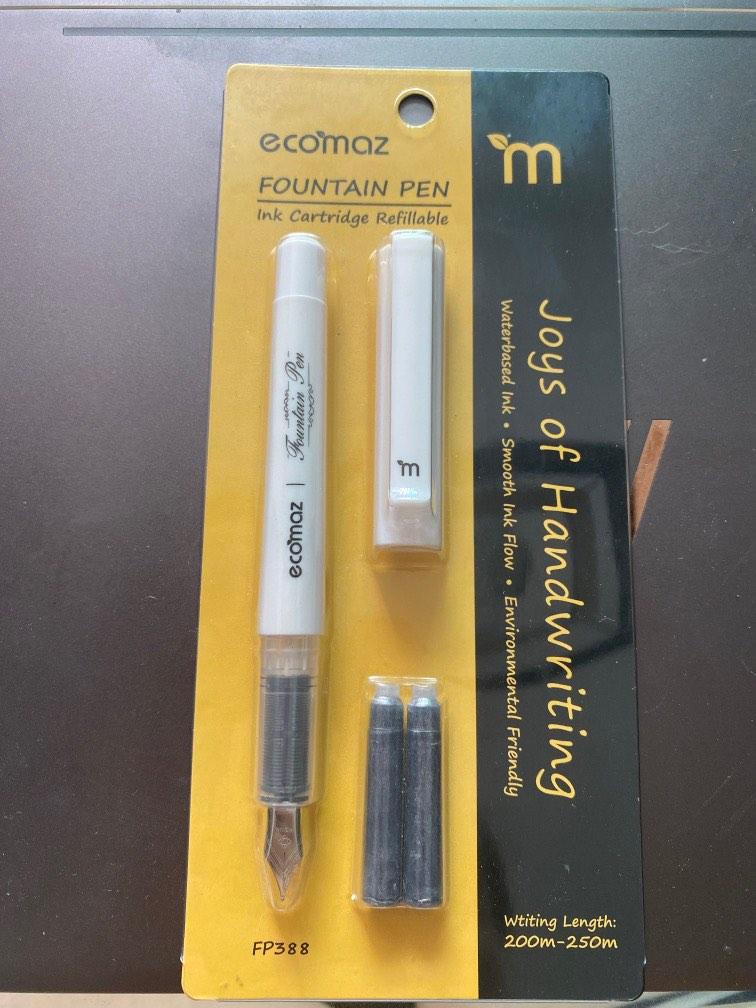 ecomaz
FOUNTAIN PEN
Ink Cartridge Refillable
m
Joys of Handwriting
Waterbased Ink • Smooth Ink Flow • Environmental Friendly
ecomaz | Fountain Pen
m
FP388
Wtiting Length:
200m-250m